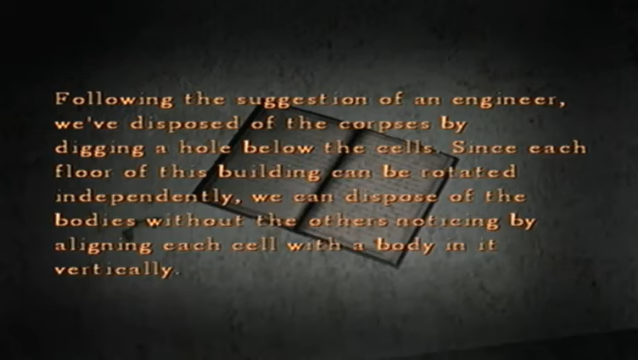 Following the suggestion of an engineer,
we've disposed of the corpses by
digging a hole below the cells. Since each
floor of this building can be rotated
independently, we can dispose of the
bodies without the others noticing by
aligning each cell with a body in it
vertically.